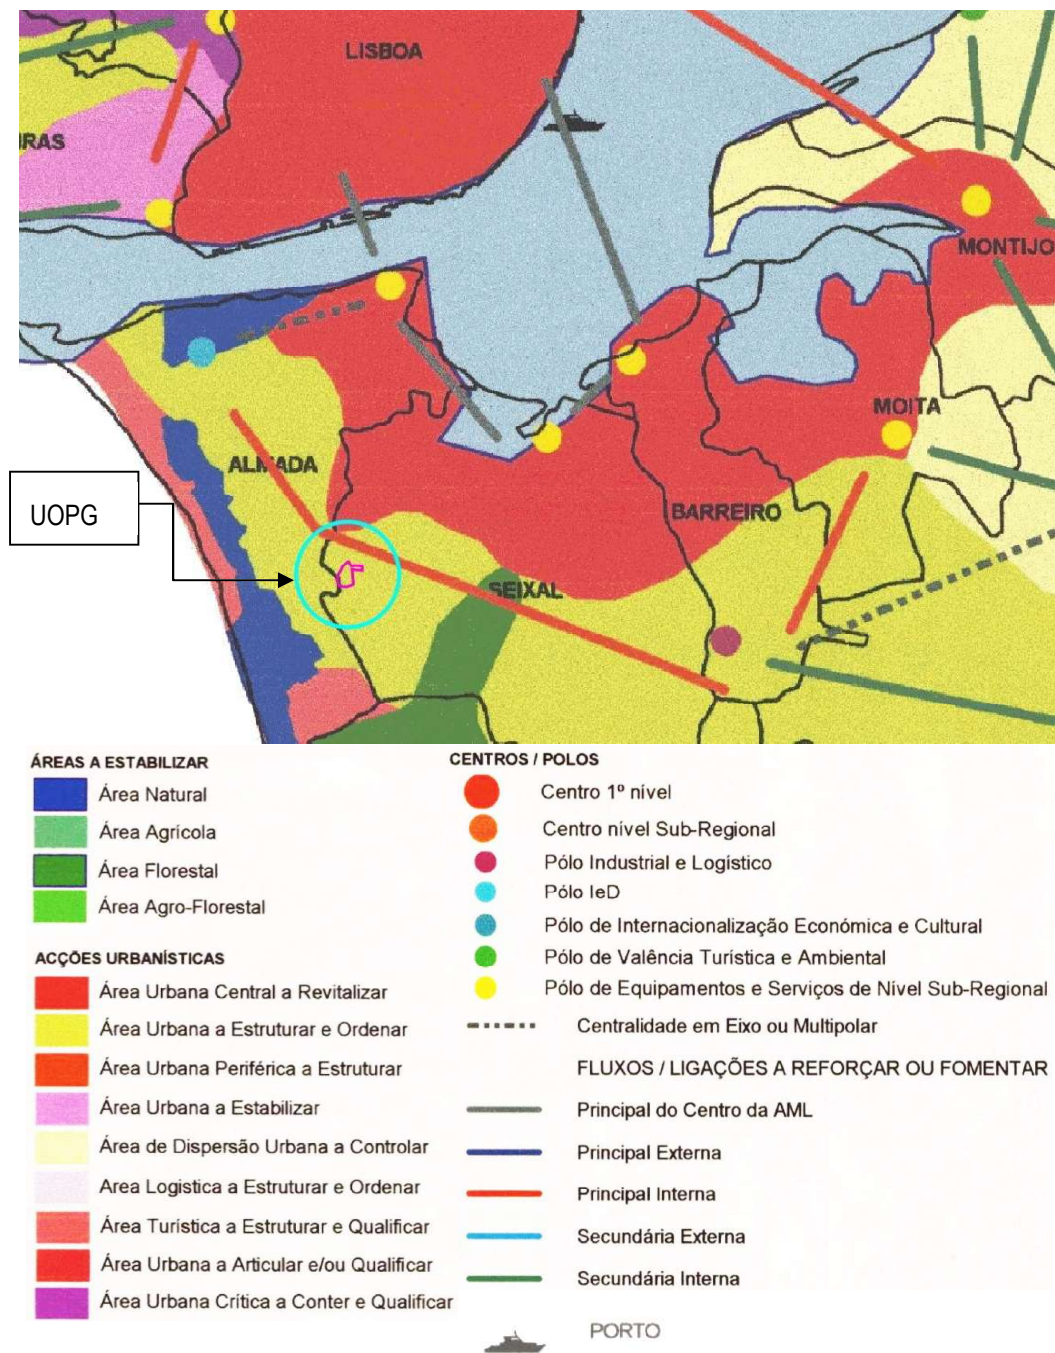 LISBOA
RAS
MONTIJO
MOITA
ALMADA
UOPG
BARREIRO
SEIXAL
ÁREAS A ESTABILIZAR
Área Natural
Área Agrícola
Área Florestal
Área Agro-Florestal
ACÇÕES URBANÍSTICAS
Área Urbana Central a Revitalizar
Área Urbana a Estruturar e Ordenar
Área Urbana Periférica a Estruturar
Área Urbana a Estabilizar
Área de Dispersão Urbana a Controlar
Area Logistica a Estruturar e Ordenar
Área Turística a Estruturar e Qualificar
Área Urbana a Articular e/ou Qualificar
Área Urbana Crítica a Conter e Qualificar
CENTROS / POLOS
Centro 1º nível
Centro nível Sub-Regional
Pólo Industrial e Logístico
Pólo IeD
Pólo de Internacionalização Económica e Cultural
Pólo de Valência Turística e Ambiental
Pólo de Equipamentos e Serviços de Nível Sub-Regional
Centralidade em Eixo ou Multipolar
FLUXOS / LIGAÇÕES A REFORÇAR OU FOMENTAR
Principal do Centro da AML
Principal Externa
Principal Interna
Secundária Externa
Secundária Interna
PORTO